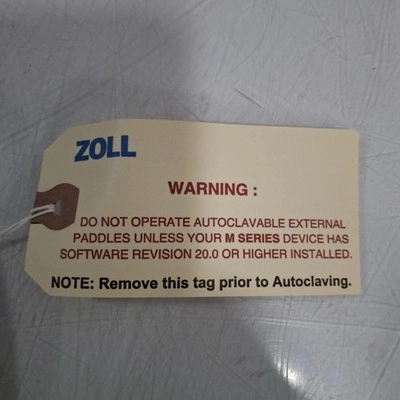 ZOLL
WARNING :
DO NOT OPERATE AUTOCLAVABLE EXTERNAL
PADDLES UNLESS YOUR M SERIES DEVICE HAS
SOFTWARE REVISION 20.0 OR HIGHER INSTALLED.
NOTE: Remove this tag prior to Autoclaving.